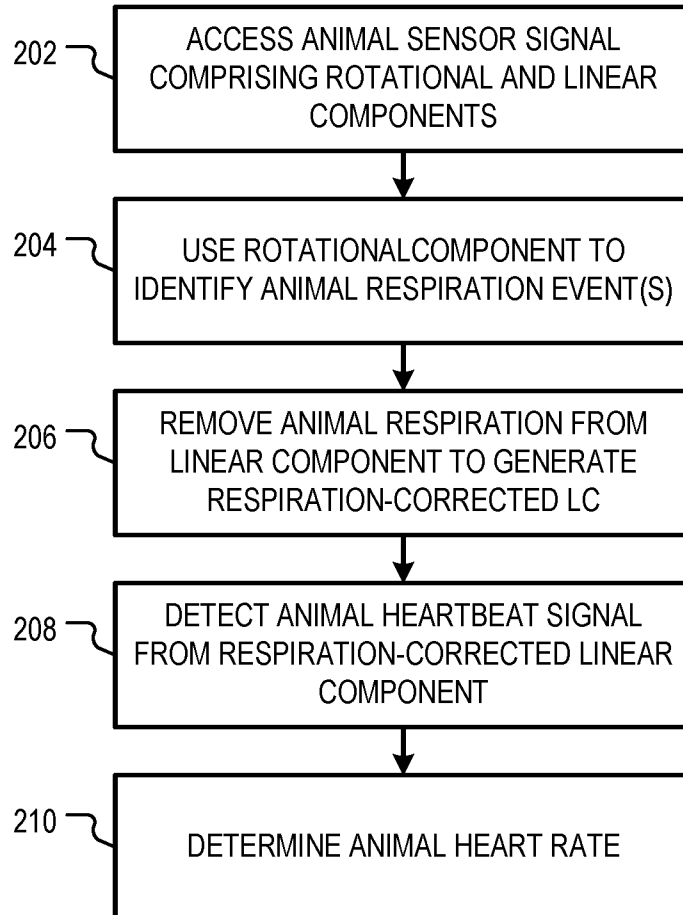 202
ACCESS ANIMAL SENSOR SIGNAL
COMPRISING ROTATIONAL AND LINEAR
COMPONENTS
204
USE ROTATIONALCOMPONENT TO
IDENTIFY ANIMAL RESPIRATION EVENT(S)
206
REMOVE ANIMAL RESPIRATION FROM
LINEAR COMPONENT TO GENERATE
RESPIRATION-CORRECTED LC
208
DETECT ANIMAL HEARTBEAT SIGNAL
FROM RESPIRATION-CORRECTED LINEAR
COMPONENT
210
DETERMINE ANIMAL HEART RATE